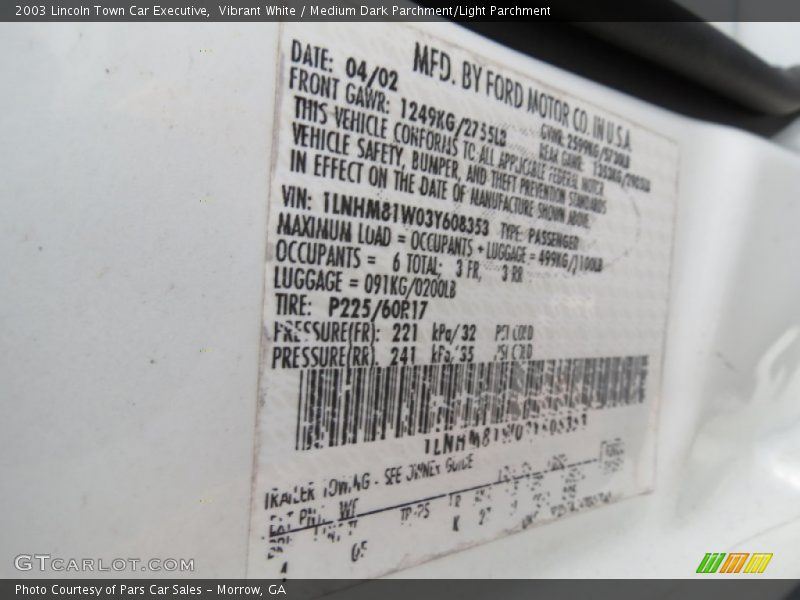 2003 Lincoln Town Car Executive,  Vibrant White / Medium Dark Parchment/Light Parchment
DATE: 04/02 MFD. BY FORD MOTOR CO. IN U.S.A.
FRONT GAWR: 1249KG/2755LB
THIS VEHICLE CONFORMS TO ALL APPLICABLE FEDERAL MOTOR
VEHICLE SAFETY, BUMPER, AND THEFT PREVENTION STANDARDS
IN EFFECT ON THE DATE OF MANUFACTURE SHOWN ABOVE
VIN: 1LNHM81W03Y608353 TYPE: PASSENGER
MAXIMUM LOAD = OCCUPANTS + LUGGAGE = 499KG/1100LB
OCCUPANTS = 6 TOTAL; 3 FR, 3 RR
LUGGAGE = 091KG/0200LB
TIRE: P225/60R17
PRESSURE(FR): 221 kPa/32 PSI COLD
PRESSURE(RR): 241 kPa/35 PSI COLD
TRAILER TOWING - SEE OWNER GUIDE
EXT PNT: WF
GTCARLOT.COM
Photo Courtesy of Pars Car Sales - Morrow, GA